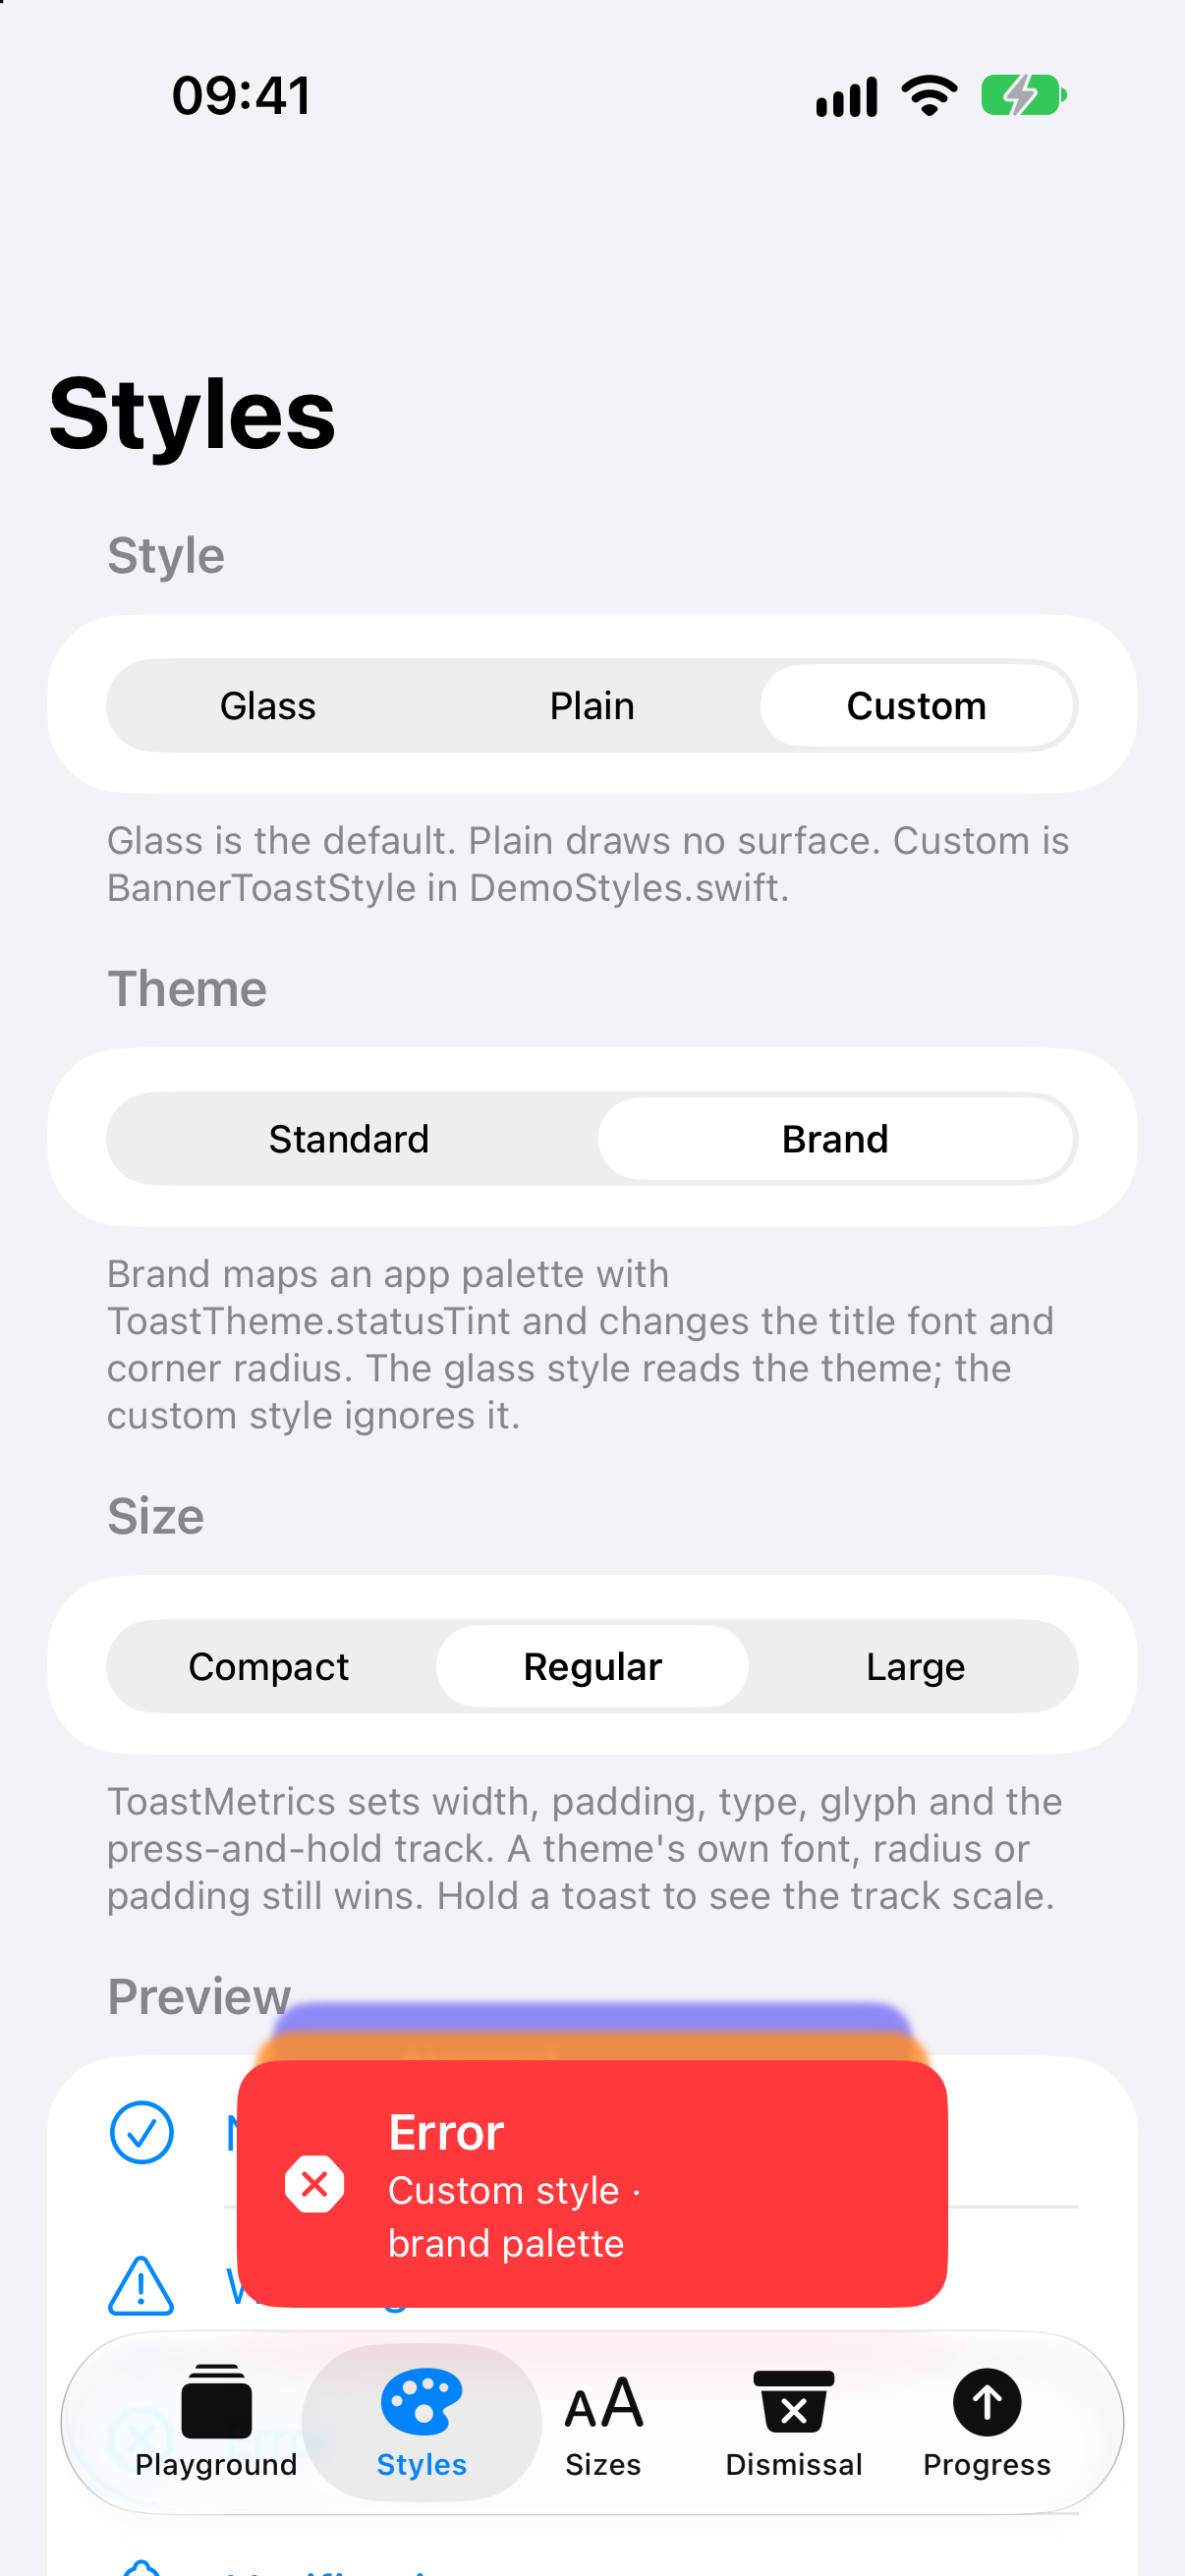 09:41
Styles
Style
Glass
Plain
Custom
Glass is the default. Plain draws no surface. Custom is
BannerToastStyle in DemoStyles.swift.
Theme
Standard
Brand
Brand maps an app palette with
ToastTheme.statusTint and changes the title font and
corner radius. The glass style reads the theme; the
custom style ignores it.
Size
Compact
Regular
Large
ToastMetrics sets width, padding, type, glyph and the
press-and-hold track. A theme's own font, radius or
padding still wins. Hold a toast to see the track scale.
Preview
Error
Custom style ·
brand palette
Error
Playground
Styles
Sizes
Dismissal
Progress